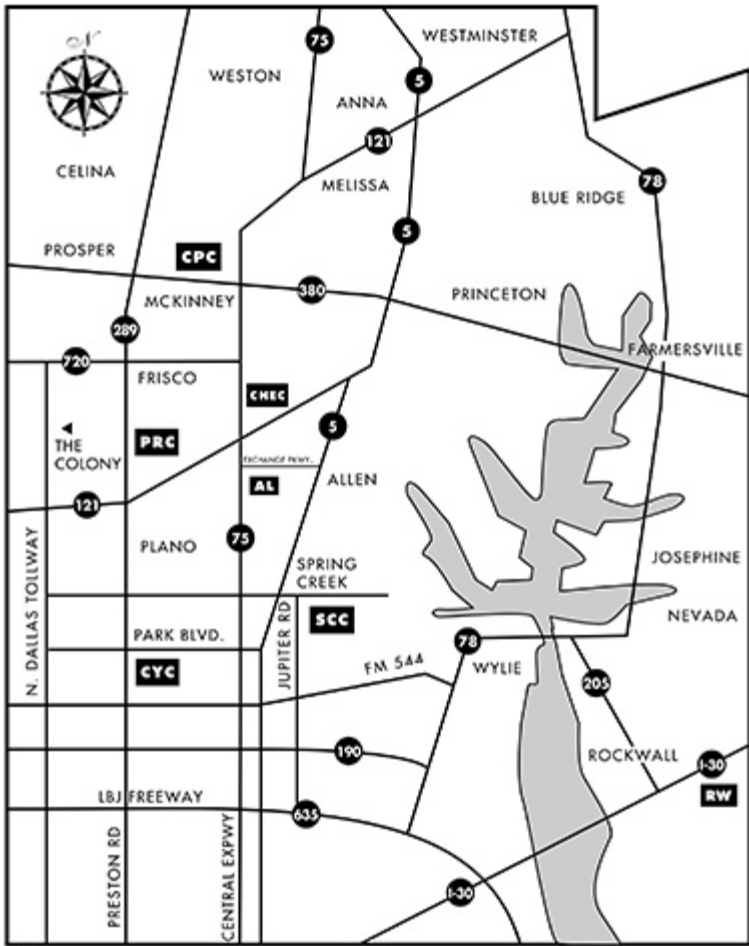 N
75
WESTMINSTER
WESTON
5
ANNA
121
CELINA
MELISSA
78
BLUE RIDGE
5
PROSPER
CPC
380
MCKINNEY
PRINCETON
289
720
FARMERSVILLE
FRISCO
CHEC
THE
COLONY
PRC
5
EXCHANGE PKWY.
AL
ALLEN
121
75
PLANO
JOSEPHINE
SPRING
CREEK
NEVADA
SCC
PARK BLVD.
N. DALLAS TOLLWAY
JUPITER RD
78
CYC
FM 544
WYLIE
205
190
ROCKWALL
I-30
RW
LBJ FREEWAY
635
PRESTON RD
CENTRAL EXPWY
I-30